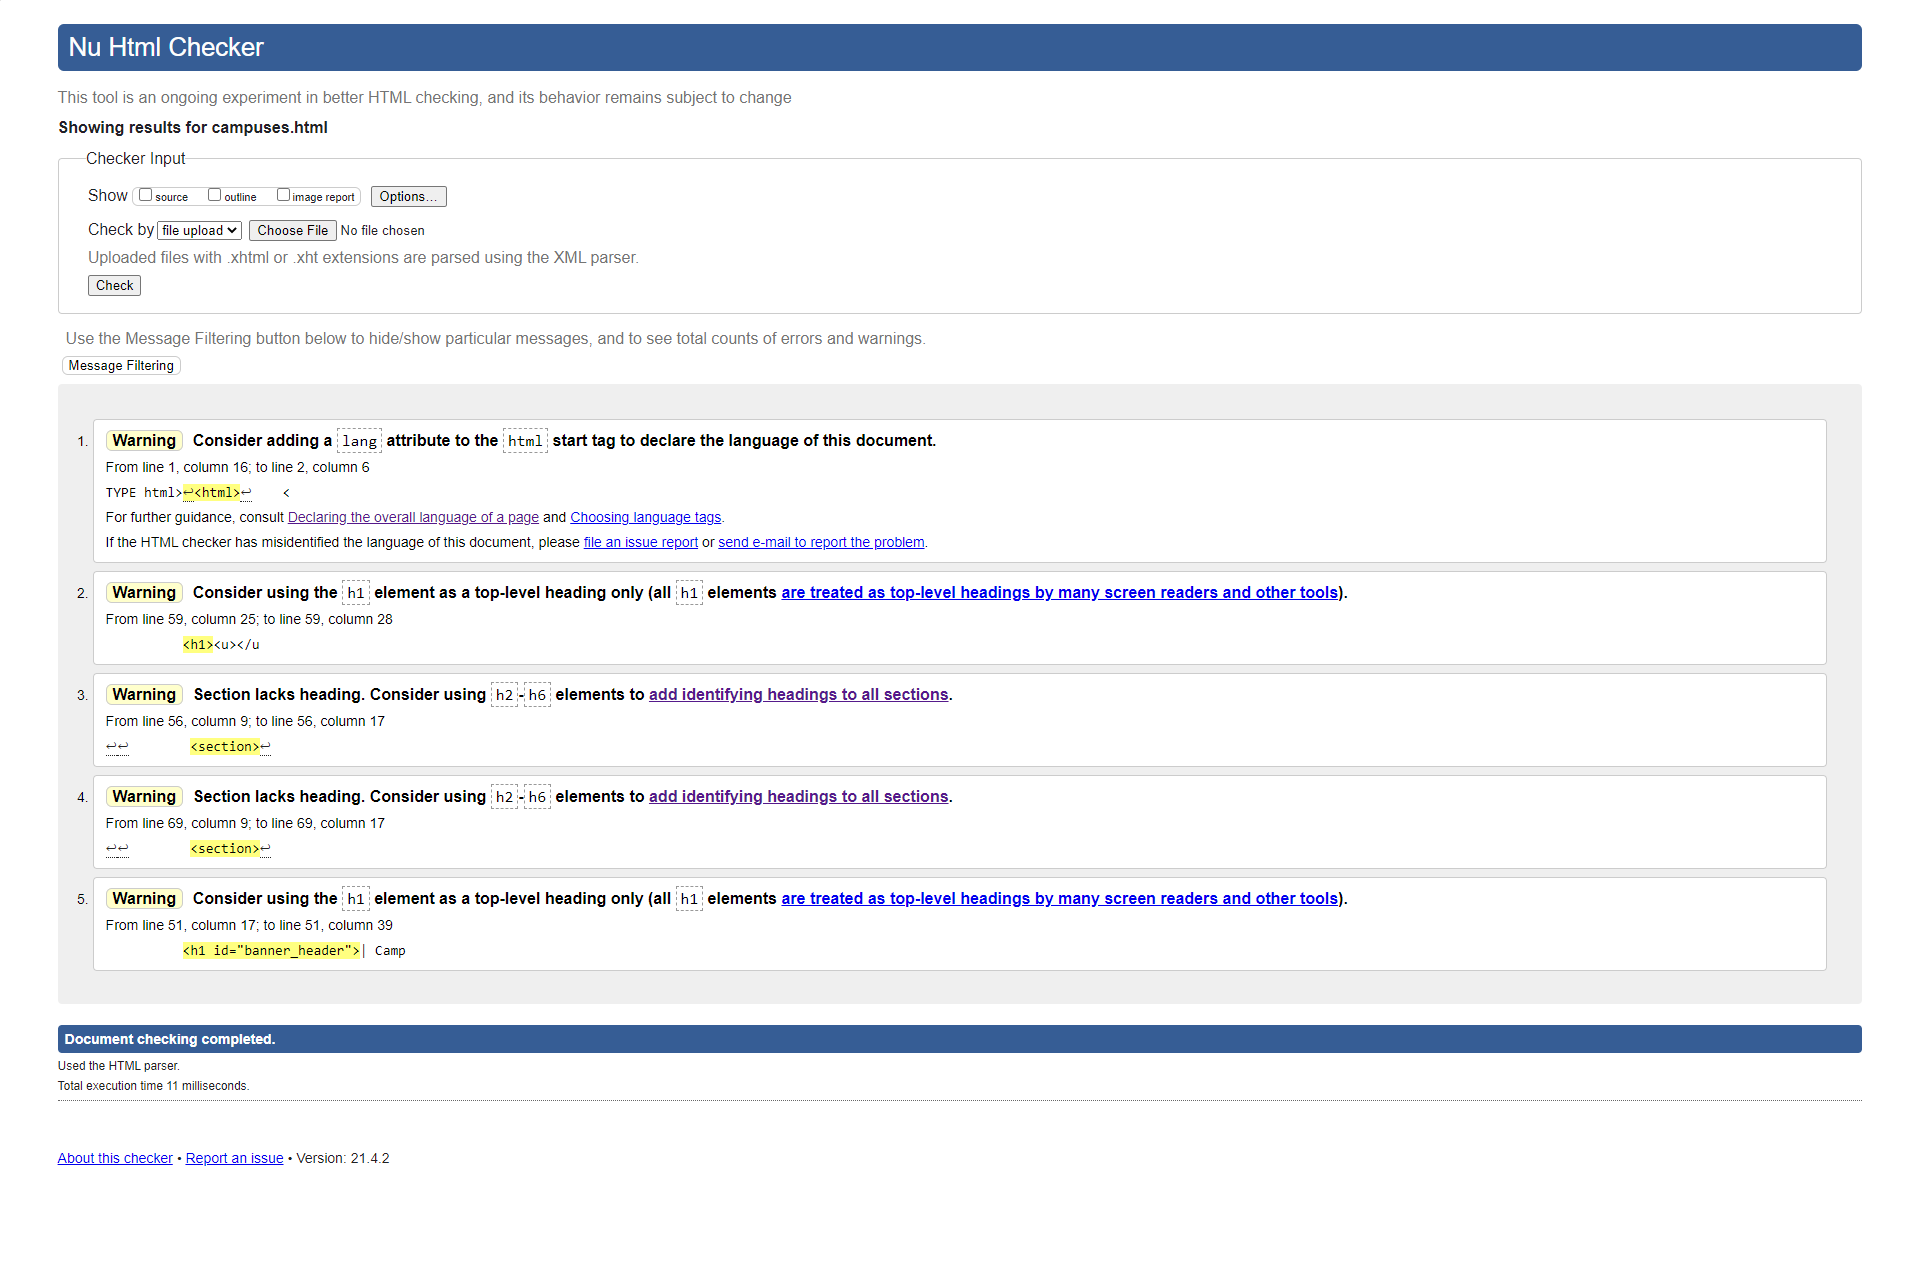 Nu Html Checker
This tool is an ongoing experiment in better HTML checking, and its behavior remains subject to change
Showing results for campuses.html
Checker Input
Show source outline image report Options...
Check by file upload Choose File No file chosen
Uploaded files with .xhtml or .xht extensions are parsed using the XML parser.
Check
Use the Message Filtering button below to hide/show particular messages, and to see total counts of errors and warnings.
Message Filtering
1. Warning Consider adding a lang attribute to the html start tag to declare the language of this document.
From line 1, column 16; to line 2, column 6
TYPE html>↩<html>↩    <
For further guidance, consult Declaring the overall language of a page and Choosing language tags.
If the HTML checker has misidentified the language of this document, please file an issue report or send e-mail to report the problem.
2. Warning Consider using the h1 element as a top-level heading only (all h1 elements are treated as top-level headings by many screen readers and other tools).
From line 59, column 25; to line 59, column 28
<h1><u></u
3. Warning Section lacks heading. Consider using h2-h6 elements to add identifying headings to all sections.
From line 56, column 9; to line 56, column 17
↩↩        <section>↩
4. Warning Section lacks heading. Consider using h2-h6 elements to add identifying headings to all sections.
From line 69, column 9; to line 69, column 17
↩↩        <section>↩
5. Warning Consider using the h1 element as a top-level heading only (all h1 elements are treated as top-level headings by many screen readers and other tools).
From line 51, column 17; to line 51, column 39
<h1 id="banner_header">| Camp
Document checking completed.
Used the HTML parser.
Total execution time 11 milliseconds.
About this checker • Report an issue • Version: 21.4.2